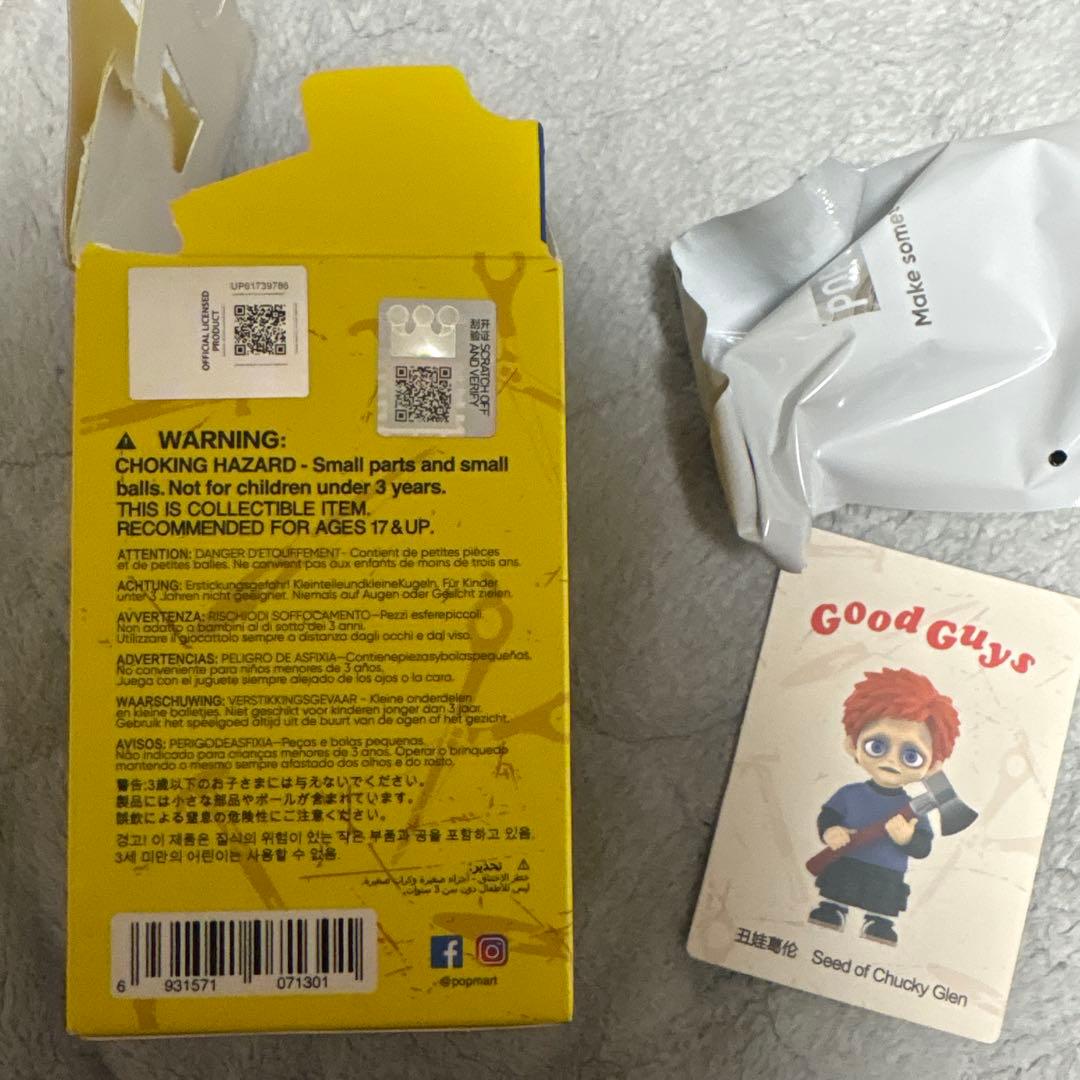 UP61739786
OFFICIAL LICENSED
PRODUCT
SCRATCH OFF
AND VERIFY
WARNING:
CHOKING HAZARD - Small parts and small
balls. Not for children under 3 years.
THIS IS COLLECTIBLE ITEM.
RECOMMENDED FOR AGES 17 & UP.
ATTENTION: DANGER D'ETOUFFEMENT- Contient de petites pièces
et de petites balles. Ne convient pas aux enfants de moins de trois ans.
ACHTUNG: Erstickungsgefahr! KleinteileundkleineKugeln. Für Kinder
unter 3 Jahren nicht geeignet. Niemals auf Augen oder Gesicht zielen.
AVVERTENZA: RISCHIODI SOFFOCAMENTO—Pezzi esferepiccoli.
Non adatto a bambini al di sotto dei 3 anni.
Utilizzare il giocattolo sempre a distanza dagli occhi e dal viso.
ADVERTENCIAS: PELIGRO DE ASFIXIA—Contienepiezasybolaspequeñas.
No conveniente para niños menores de 3 años.
Juega con el juguete siempre alejado de los ojos o la cara.
WAARSCHUWING: VERSTIKKINGSGEVAAR - Kleine onderdelen
en kleine balletjes. Niet geschikt voor kinderen jonger dan 3 jaar.
Gebruik het speelgoed altijd uit de buurt van de ogen of het gezicht.
AVISOS: PERIGODEASFIXIA—Peças e bolas pequenas.
Não indicado para crianças menores de 3 anos. Operar o brinquedo
mantendo o mesmo sempre afastado dos olhos e do rosto.
警告:3歳以下のお子さまには与えないでください。
製品には小さな部品やボールが含まれています。
誤飲による窒息の危険性にご注意ください。
경고! 이 제품은 질식의 위험이 있는 작은 부품과 공을 포함하고 있음.
3세 미만의 어린이는 사용할 수 없음.
تحذير:
خطر الاختناق - أجزاء صغيرة وكرات صغيرة.
ليس للأطفال دون سن 3 سنوات.
6 931571 071301
@popmart
Make some
Good Guys
丑娃葛伦 Seed of Chucky Glen